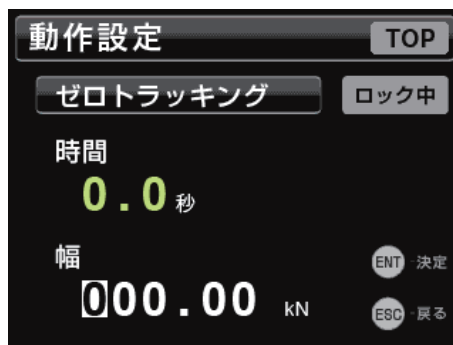 動作設定 TOP
ゼロトラッキング ロック中
時間
0.0 秒
幅
ENT -決定
000.00 kN
ESC -戻る